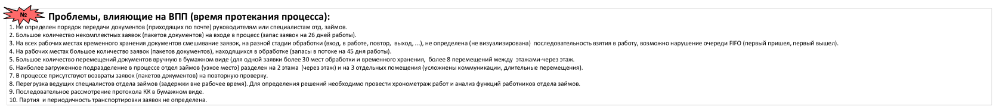 №
Проблемы, влияющие на ВПП (время протекания процесса):
1. Не определен порядок передачи документов (приходящих по почте) руководителям или специалистам отд. займов.
2. Большое количество некомплектных заявок (пакетов документов) на входе в процесс (запас заявок на 26 дней работы).
3. На всех рабочих местах временного хранения документов смешивание заявок, на разной стадии обработки (вход, в работе, повтор, выход, ...), не определена (не визуализирована) последовательность взятия в работу, возможно нарушение очереди FIFO (первый пришел, первый вышел).
4. На рабочих местах большое количество заявок (пакетов документов), находящихся в обработке (запасы в потоке на 45 дня работы).
5. Большое количество перемещений документов вручную в бумажном виде (для одной заявки более 30 мест обработки и временного хранения, более 8 перемещений между этажами-через этаж.
6. Наиболее загруженное подразделение в процессе отдел займов (узкое место) разделен на 2 этажа (через этаж) и на 3 отдельных помещения (усложнены коммуникации, длительные перемещения).
7. В процессе присутствуют возвраты заявок (пакетов документов) на повторную проверку.
8. Перегрузка ведущих специалистов отдела займов (задержки вне рабочее время). Для определения решений необходимо провести хронометраж работ и анализ функций работников отдела займов.
9. Последовательное рассмотрение протокола КК в бумажном виде.
10. Партия и периодичность транспортировки заявок не определена.